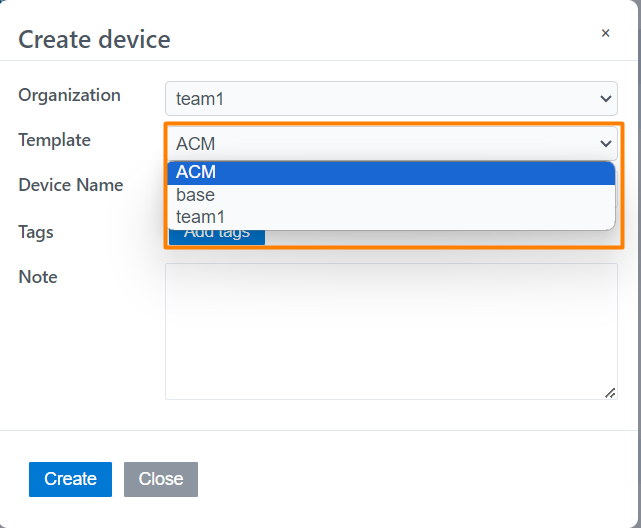 Create device
×
Organization
team1
Template
ACM
ACM
base
team1
Device Name
Tags
Add tags
Note
Create
Close